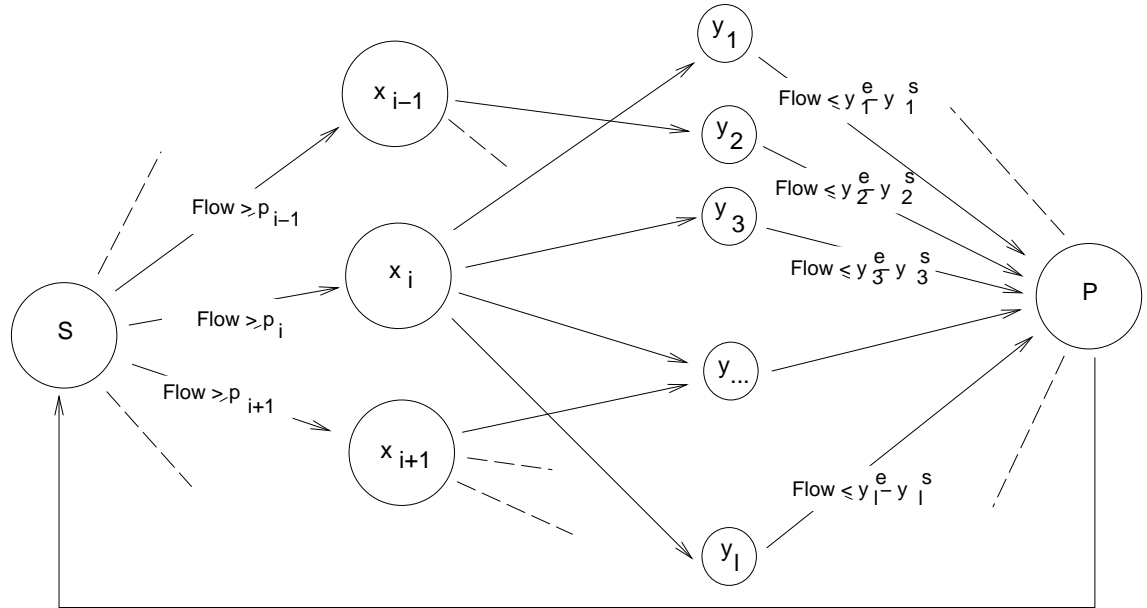 y 1
x i–1
Flow ⩽ y 1 e – y 1 s
y 2
Flow ⩾ p i–1
Flow ⩽ y 2 e – y 2 s
y 3
x i
Flow ⩽ y 3 e – y 3 s
P
S
Flow ⩾ p i
y ...
Flow ⩾ p i+1
x i+1
Flow ⩽ y l e – y l s
y l